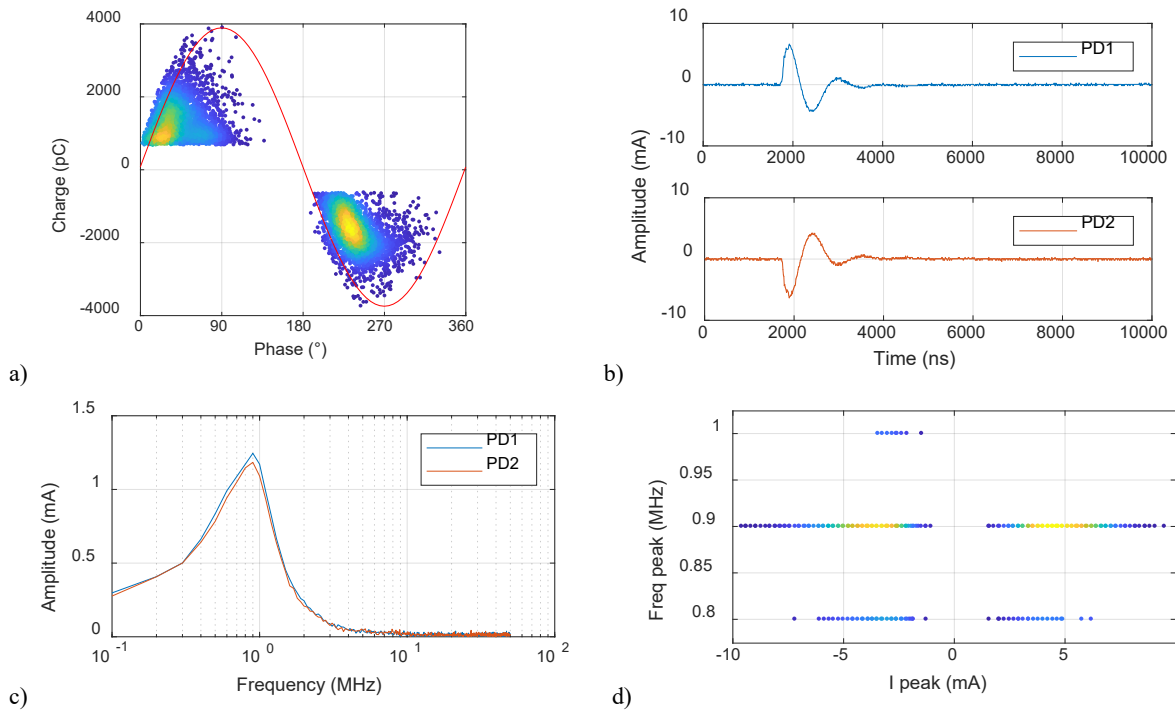 4000
2000
0
-2000
-4000
Charge (pC)
0 90 180 270 360
Phase (°)
a)
10
0
-10
PD1
0 2000 4000 6000 8000 10000
Amplitude (mA)
10
0
10
PD2
0 2000 4000 6000 8000 10000
Time (ns)
b)
1.5
1
0.5
0
Amplitude (mA)
PD1
PD2
10^-1 10^0 10^1 10^2
Frequency (MHz)
c)
1
0.95
0.9
0.85
0.8
Freq peak (MHz)
-10 -5 0 5
I peak (mA)
d)